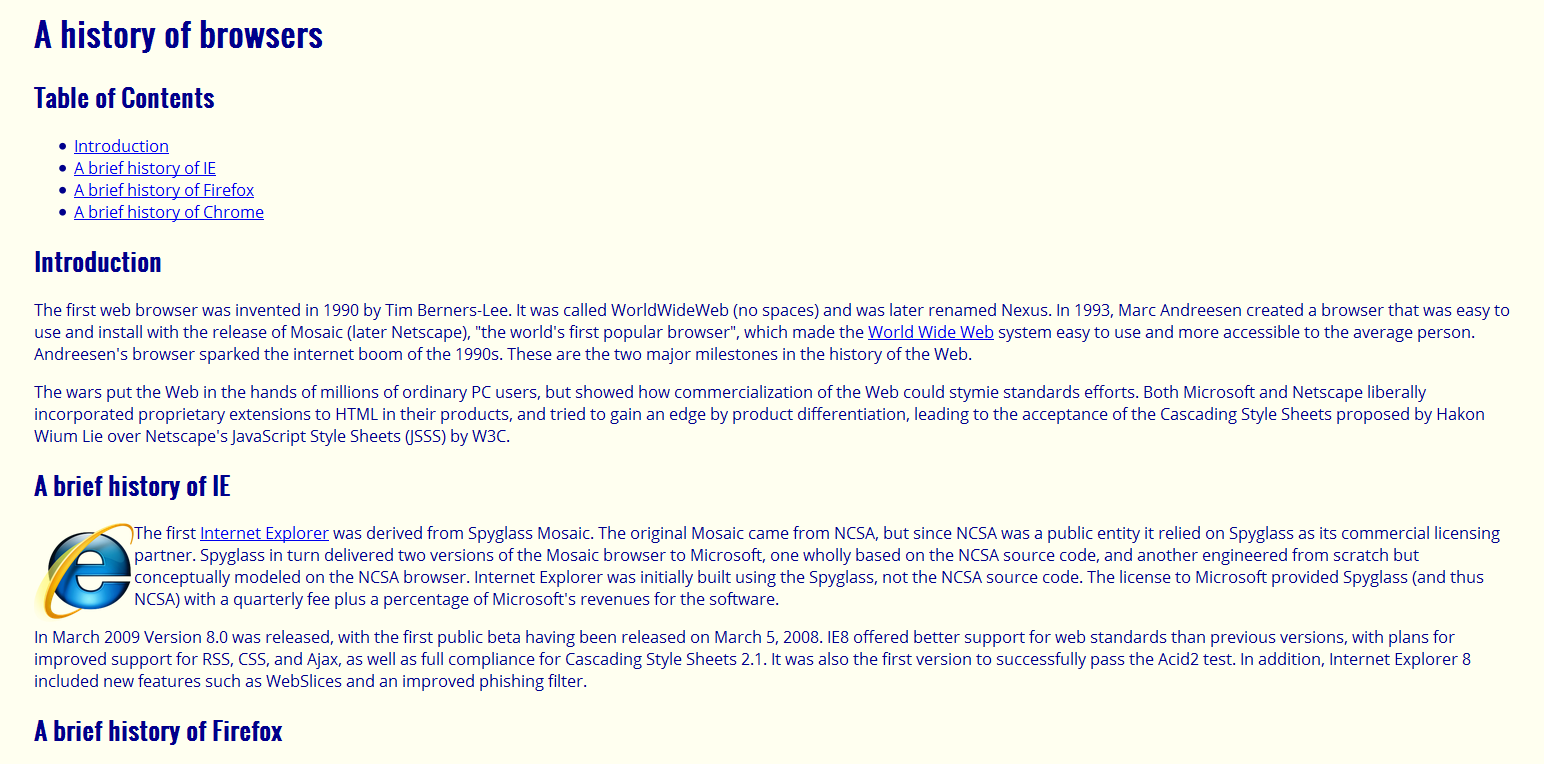 A history of browsers
Table of Contents
Introduction
A brief history of IE
A brief history of Firefox
A brief history of Chrome
Introduction
The first web browser was invented in 1990 by Tim Berners-Lee. It was called WorldWideWeb (no spaces) and was later renamed Nexus. In 1993, Marc Andreesen created a browser that was easy to
use and install with the release of Mosaic (later Netscape), "the world's first popular browser", which made the World Wide Web system easy to use and more accessible to the average person.
Andreesen's browser sparked the internet boom of the 1990s. These are the two major milestones in the history of the Web.
The wars put the Web in the hands of millions of ordinary PC users, but showed how commercialization of the Web could stymie standards efforts. Both Microsoft and Netscape liberally
incorporated proprietary extensions to HTML in their products, and tried to gain an edge by product differentiation, leading to the acceptance of the Cascading Style Sheets proposed by Hakon
Wium Lie over Netscape's JavaScript Style Sheets (JSSS) by W3C.
A brief history of IE
The first Internet Explorer was derived from Spyglass Mosaic. The original Mosaic came from NCSA, but since NCSA was a public entity it relied on Spyglass as its commercial licensing
partner. Spyglass in turn delivered two versions of the Mosaic browser to Microsoft, one wholly based on the NCSA source code, and another engineered from scratch but
conceptually modeled on the NCSA browser. Internet Explorer was initially built using the Spyglass, not the NCSA source code. The license to Microsoft provided Spyglass (and thus
NCSA) with a quarterly fee plus a percentage of Microsoft's revenues for the software.
In March 2009 Version 8.0 was released, with the first public beta having been released on March 5, 2008. IE8 offered better support for web standards than previous versions, with plans for
improved support for RSS, CSS, and Ajax, as well as full compliance for Cascading Style Sheets 2.1. It was also the first version to successfully pass the Acid2 test. In addition, Internet Explorer 8
included new features such as WebSlices and an improved phishing filter.
A brief history of Firefox